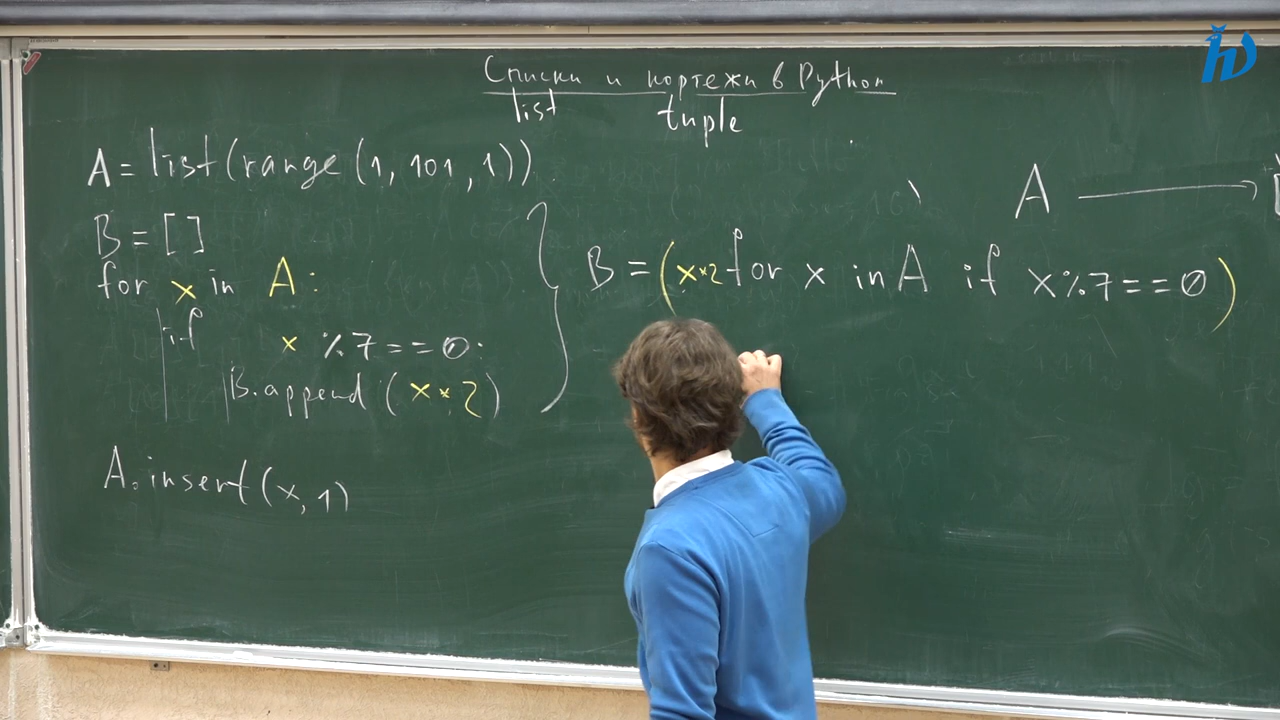 Списки и кортежи в Python
list tuple
A = list(range(1, 101, 1))
B = []
for x in A:
if x % 7 == 0:
B.append(x**2)
A.insert(x, 1)
B = (x**2 for x in A if x % 7 == 0)
A